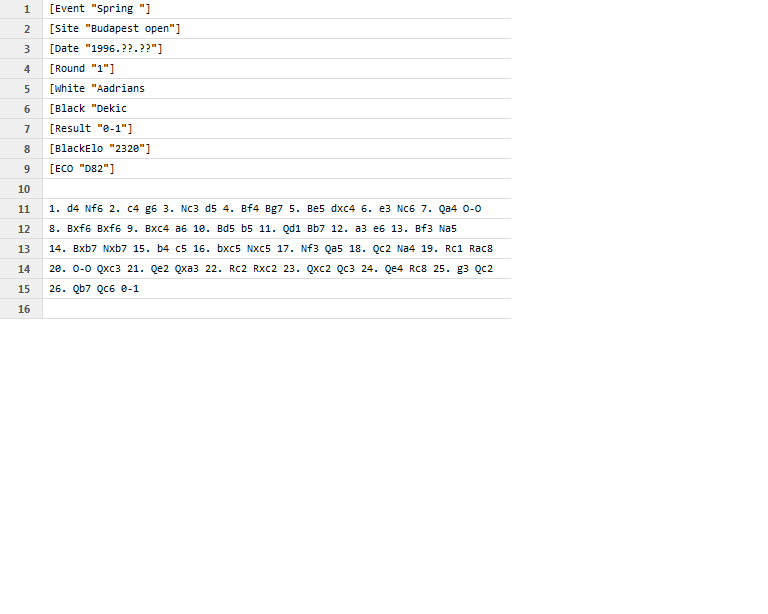 1 [Event "Spring "]
2 [Site "Budapest open"]
3 [Date "1996.??.??"]
4 [Round "1"]
5 [White "Aadrians
6 [Black "Dekic
7 [Result "0-1"]
8 [BlackElo "2320"]
9 [ECO "D82"]
10
11 1. d4 Nf6 2. c4 g6 3. Nc3 d5 4. Bf4 Bg7 5. Be5 dxc4 6. e3 Nc6 7. Qa4 O-O
12 8. Bxf6 Bxf6 9. Bxc4 a6 10. Bd5 b5 11. Qd1 Bb7 12. a3 e6 13. Bf3 Na5
13 14. Bxb7 Nxb7 15. b4 c5 16. bxc5 Nxc5 17. Nf3 Qa5 18. Qc2 Na4 19. Rc1 Rac8
14 20. O-O Qxc3 21. Qe2 Qxa3 22. Rc2 Rxc2 23. Qxc2 Qc3 24. Qe4 Rc8 25. g3 Qc2
15 26. Qb7 Qc6 0-1
16